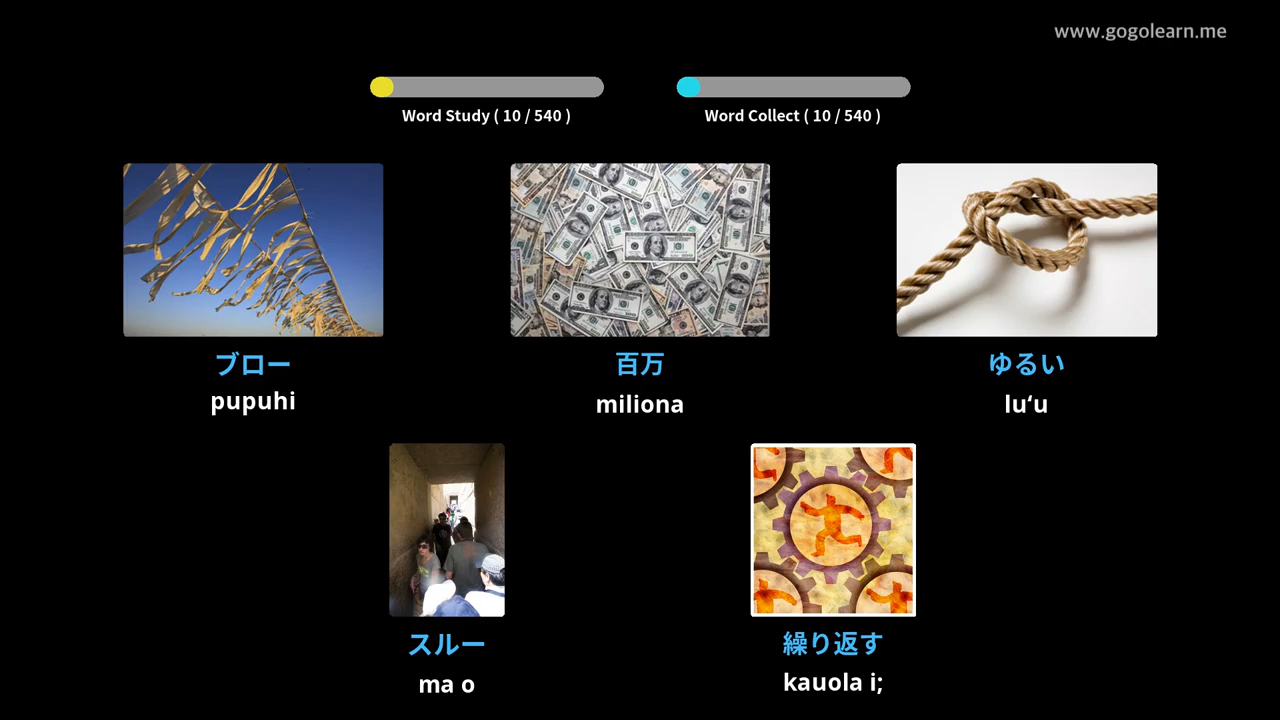 www.gogolearn.me
Word Study ( 10 / 540 )
Word Collect ( 10 / 540 )
ブロー
pupuhi
百万
miliona
ゆるい
luʻu
スルー
ma o
繰り返す
kauola i;